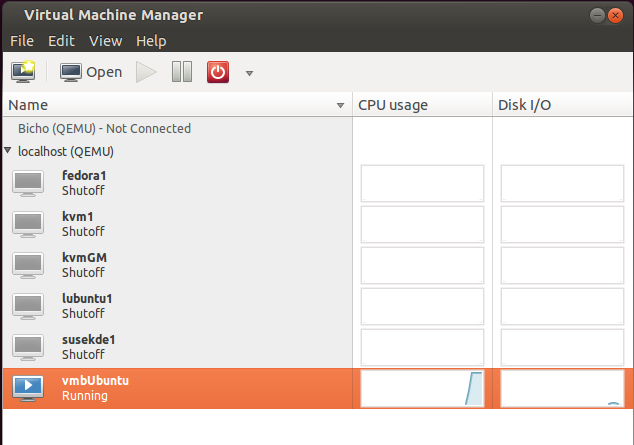 Virtual Machine Manager
File Edit View Help
Open
Name CPU usage Disk I/O
Bicho (QEMU) - Not Connected
localhost (QEMU)
fedora1
Shutoff
kvm1
Shutoff
kvmGM
Shutoff
lubuntu1
Shutoff
susekde1
Shutoff
vmbUbuntu
Running